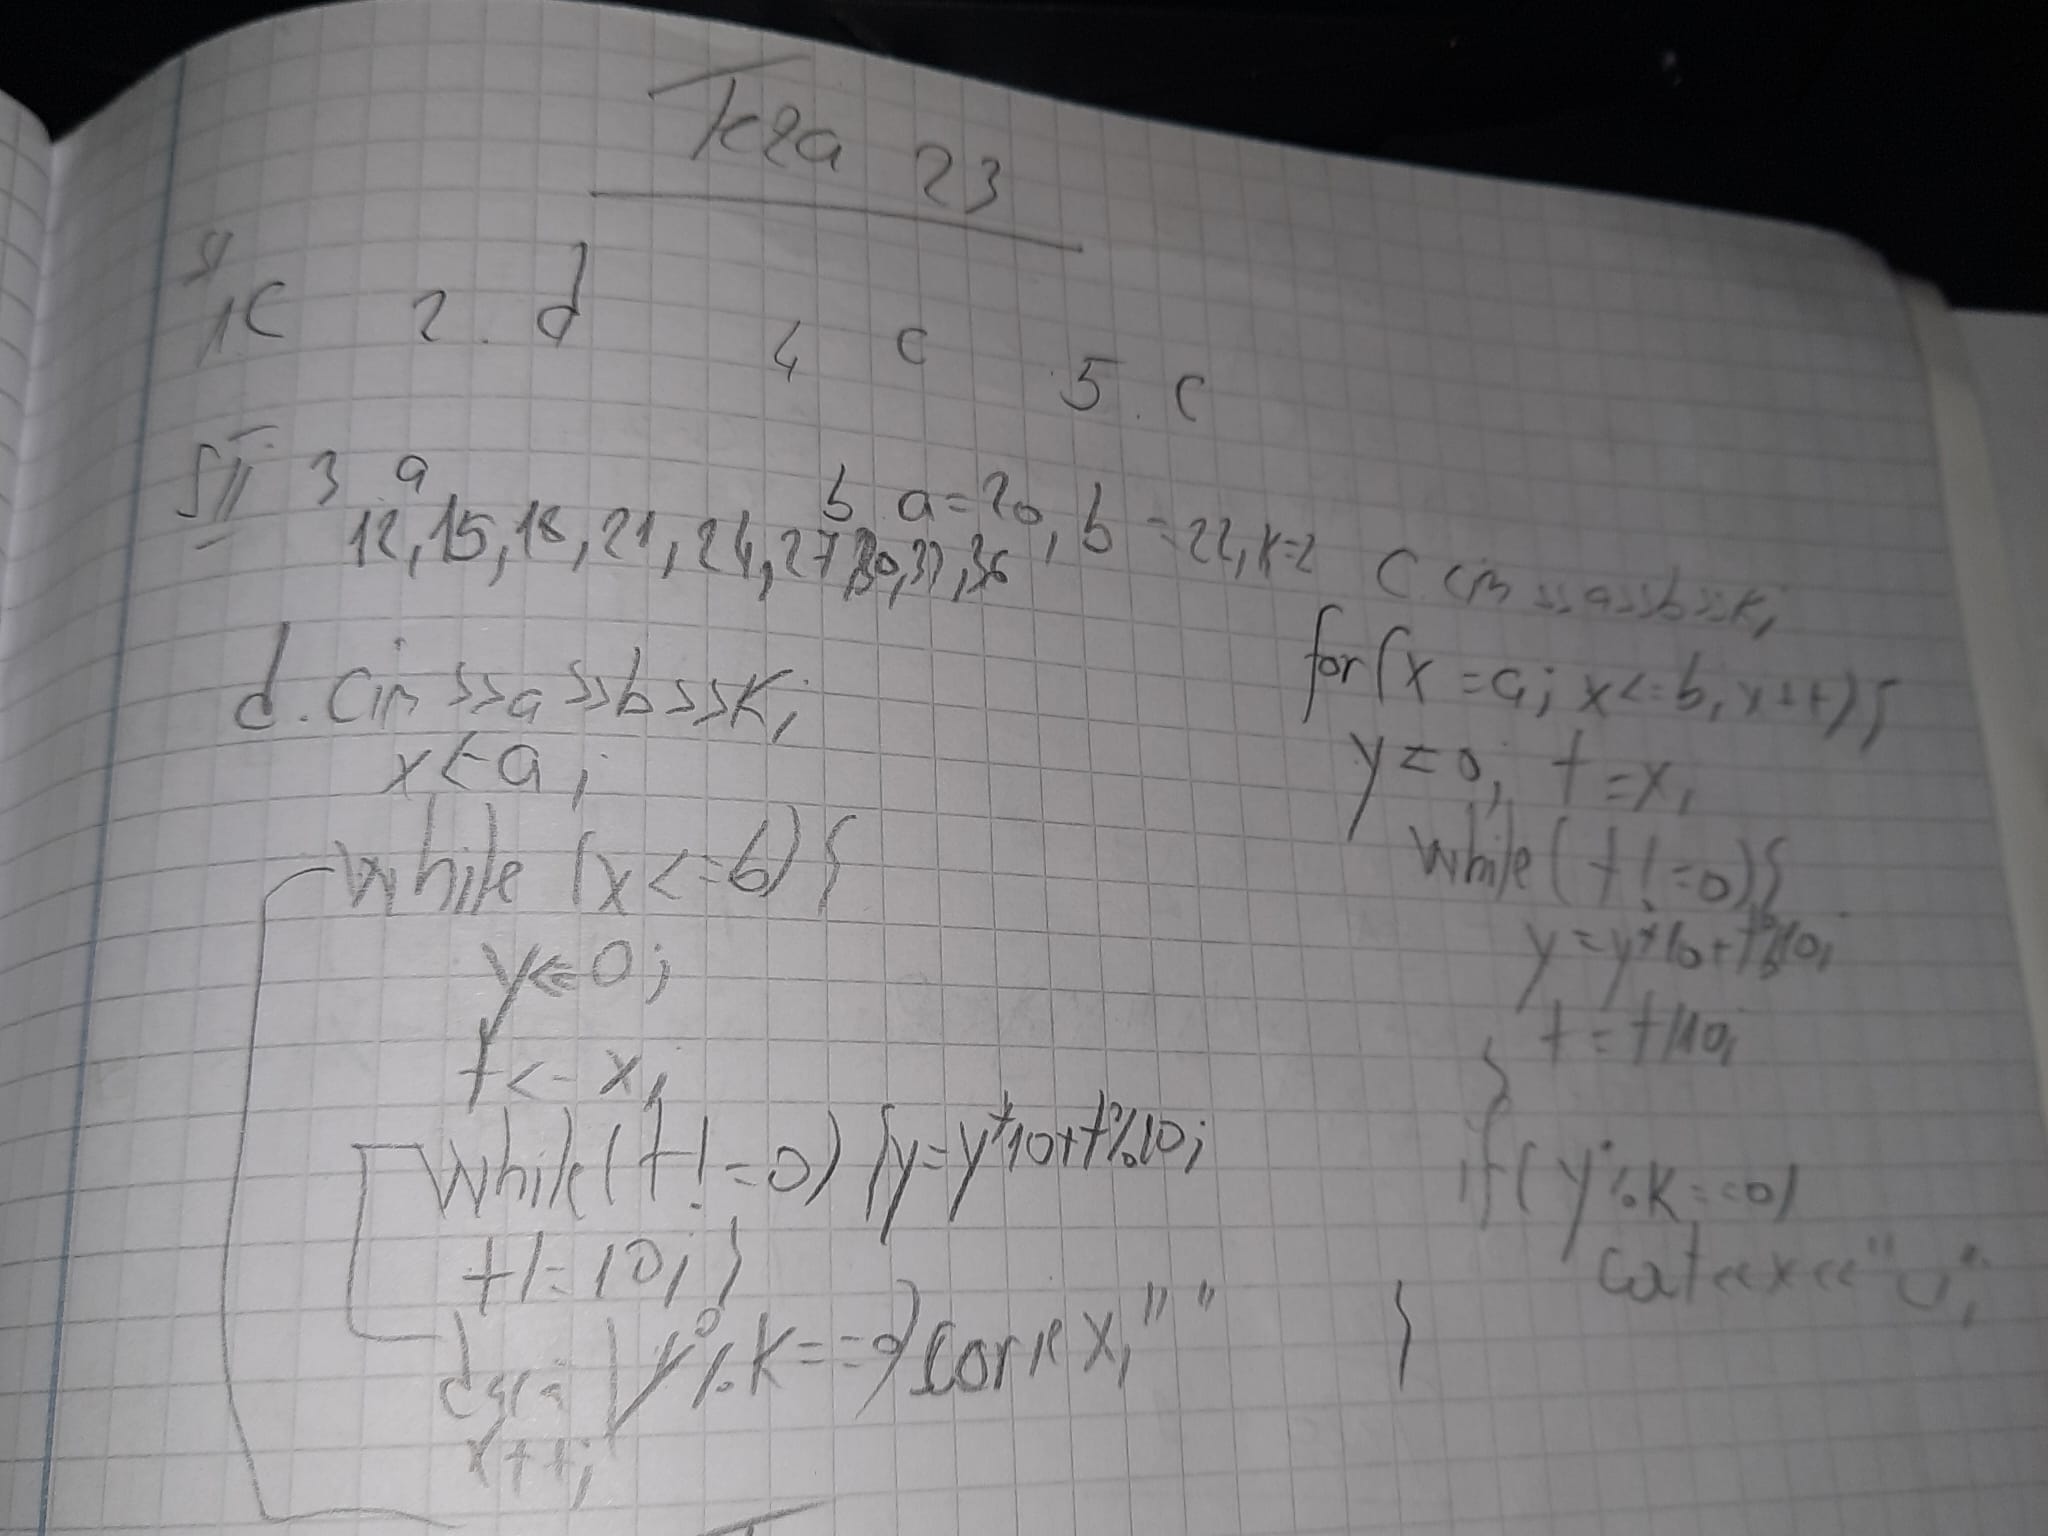 Teza 23
SI
1C 2. d 4 c 5. c
SII 3 a
12, 15, 18, 21, 24, 27, 30, 33, 36
b a=20, b=22, k=2
d. Cin >>a>>b>>K;
x<-a;
while (x<=b) {
y<=0;
t<-x;
while (t!=0) {y=y*10+t%10;
t/=10;}
daca (y%K==0) scrie x, " "
x++;
C. Cin >>a>>b>>K;
for (x=a; x<=b; x++) {
y=0; t=x;
while (t!=0) {
y=y*10+t%10;
t=t/10;
}
if (y%K==0)
cout<<x<<" ";
}